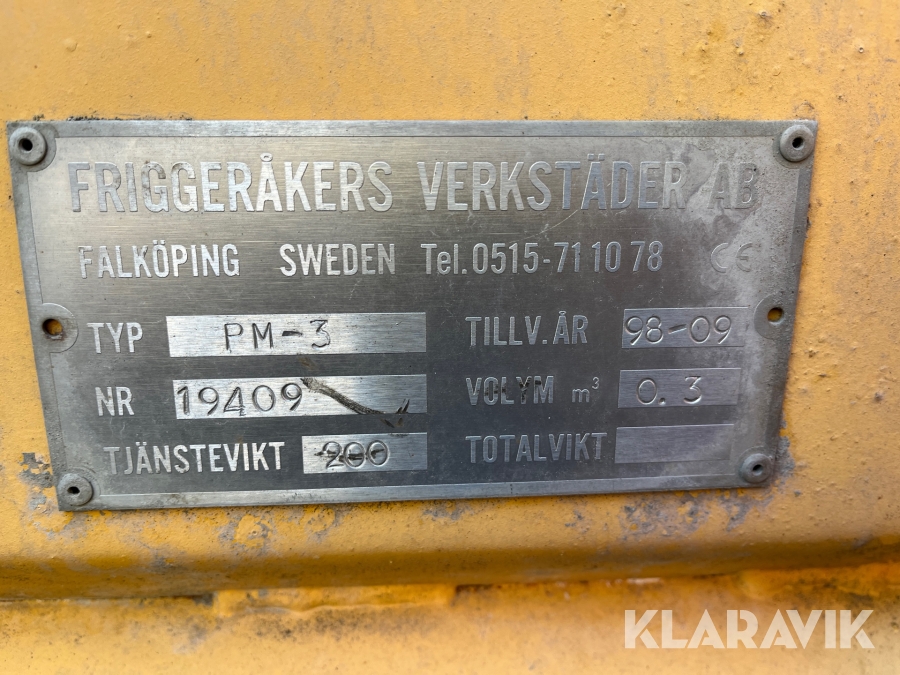 FRIGGERÅKERS VERKSTÄDER AB
FALKÖPING SWEDEN Tel. 0515-71 10 78 CE
TYP PM-3 TILLV. ÅR 98-09
NR 19409 VOLYM m³ 0.3
TJÄNSTEVIKT 200 TOTALVIKT
KLARAVIK